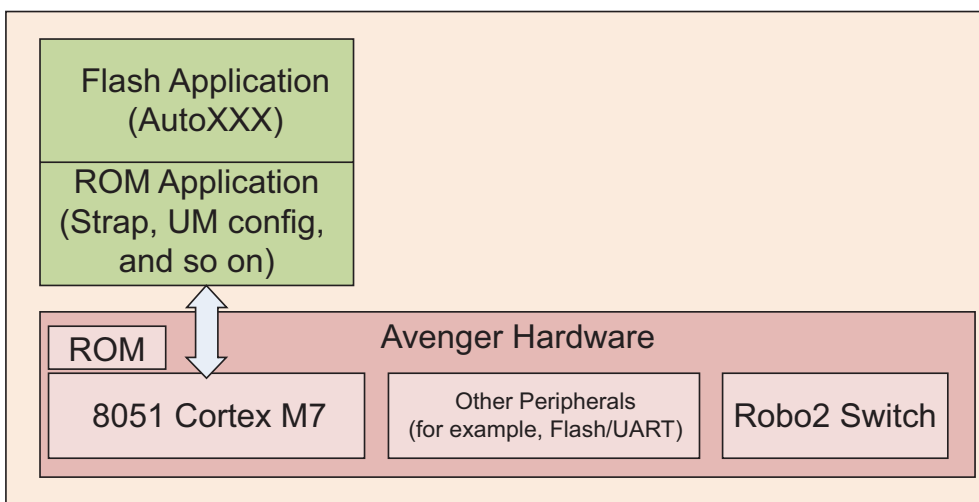 Flash Application
(AutoXXX)
ROM Application
(Strap, UM config,
and so on)
Avenger Hardware
ROM
8051 Cortex M7
Other Peripherals
(for example, Flash/UART)
Robo2 Switch